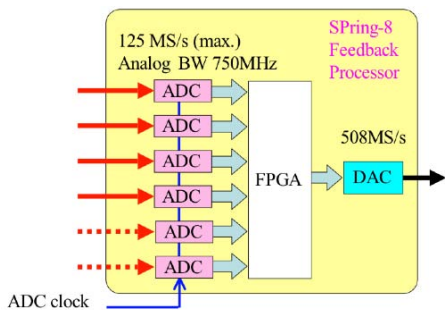 125 MS/s (max.)
Analog BW 750MHz
SPring-8
Feedback
Processor
ADC
ADC
ADC
ADC
ADC
ADC
FPGA
508MS/s
DAC
ADC clock